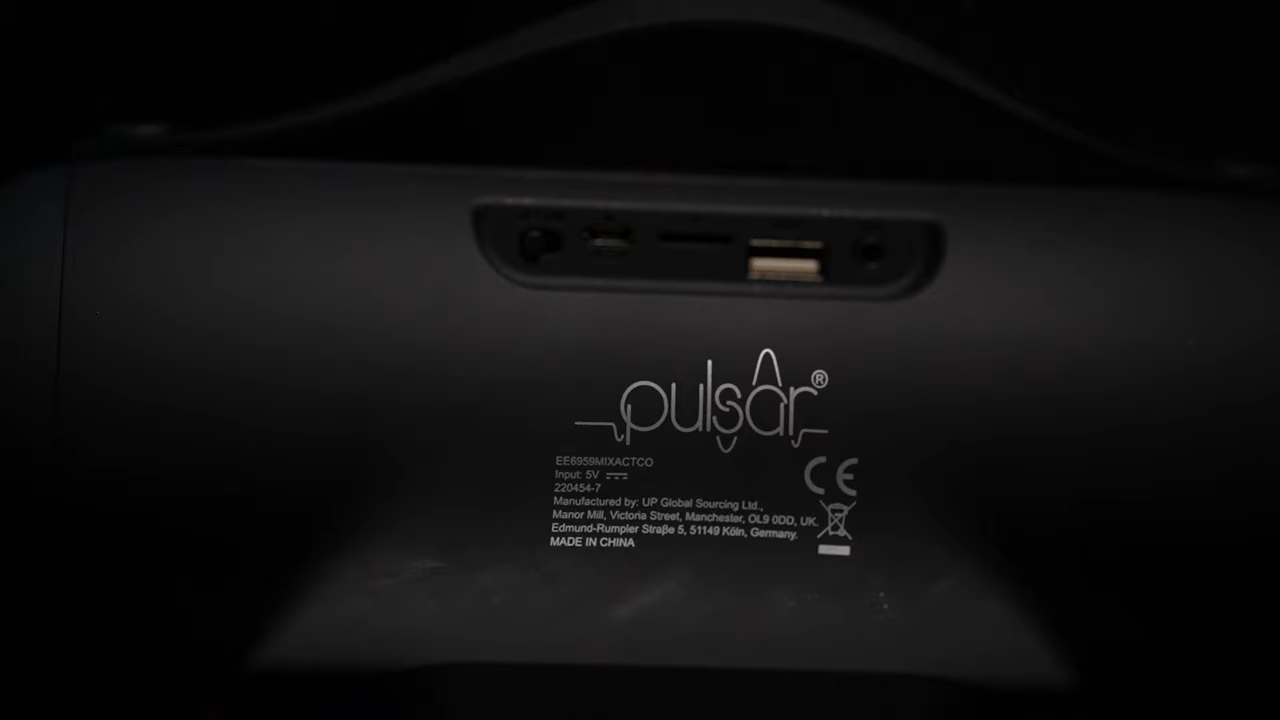 pulsar®
EE6959MIXACTCO
Input: 5V
220454-7
Manufactured by: UP Global Sourcing Ltd.,
Manor Mill, Victoria Street, Manchester, OL9 0DD, UK.
Edmund-Rumpler Straβe 5, 51149 Köln, Germany.
MADE IN CHINA
CE